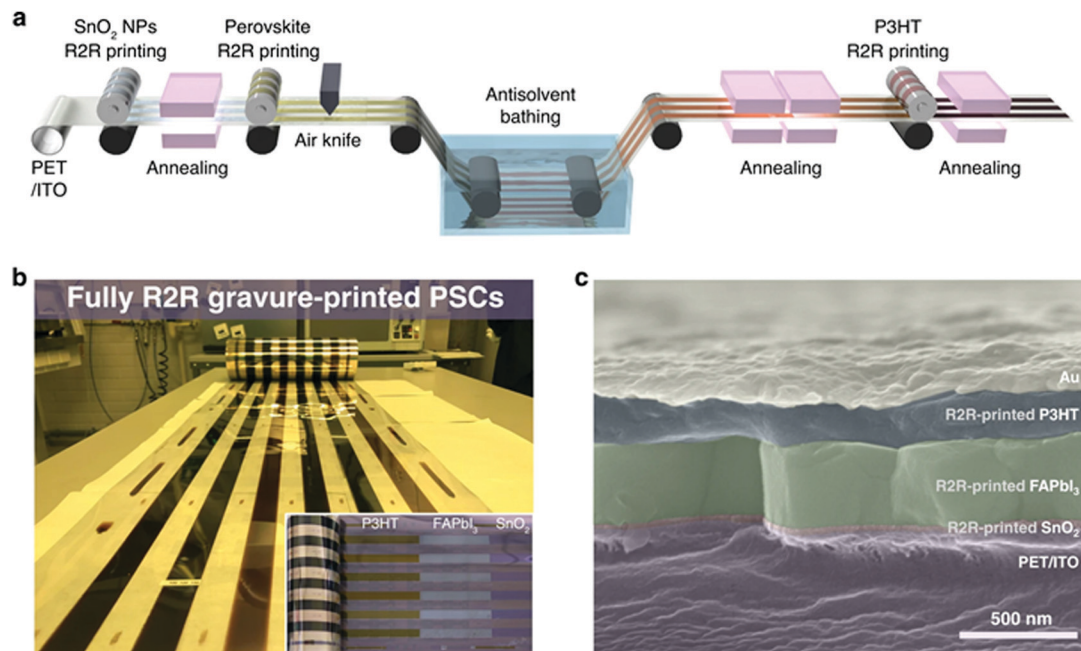 a
SnO₂ NPs
R2R printing
Perovskite
R2R printing
P3HT
R2R printing
Antisolvent
bathing
Air knife
PET
/ITO
Annealing
Annealing
Annealing
b
Fully R2R gravure-printed PSCs
P3HT
FAPbI₃
SnO₂
c
Au
R2R-printed P3HT
R2R-printed FAPbI₃
R2R-printed SnO₂
PET/ITO
500 nm